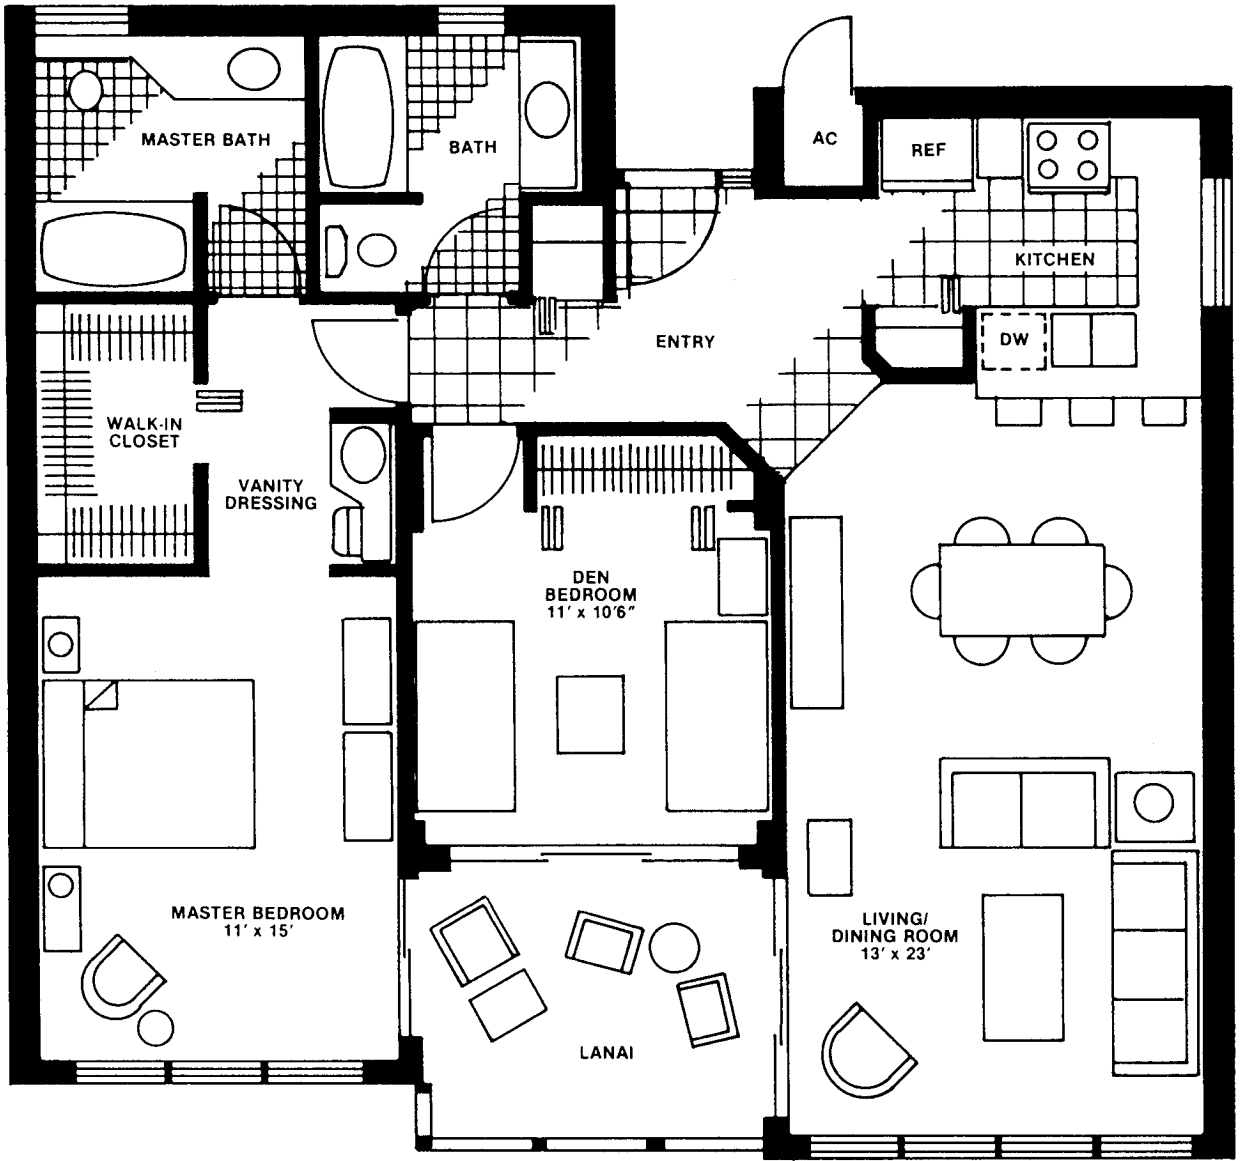 MASTER BATH
BATH
AC
REF
KITCHEN
ENTRY
DW
WALK-IN
CLOSET
VANITY
DRESSING
DEN
BEDROOM
11' x 10'6"
MASTER BEDROOM
11' x 15'
LIVING/
DINING ROOM
13' x 23'
LANAI